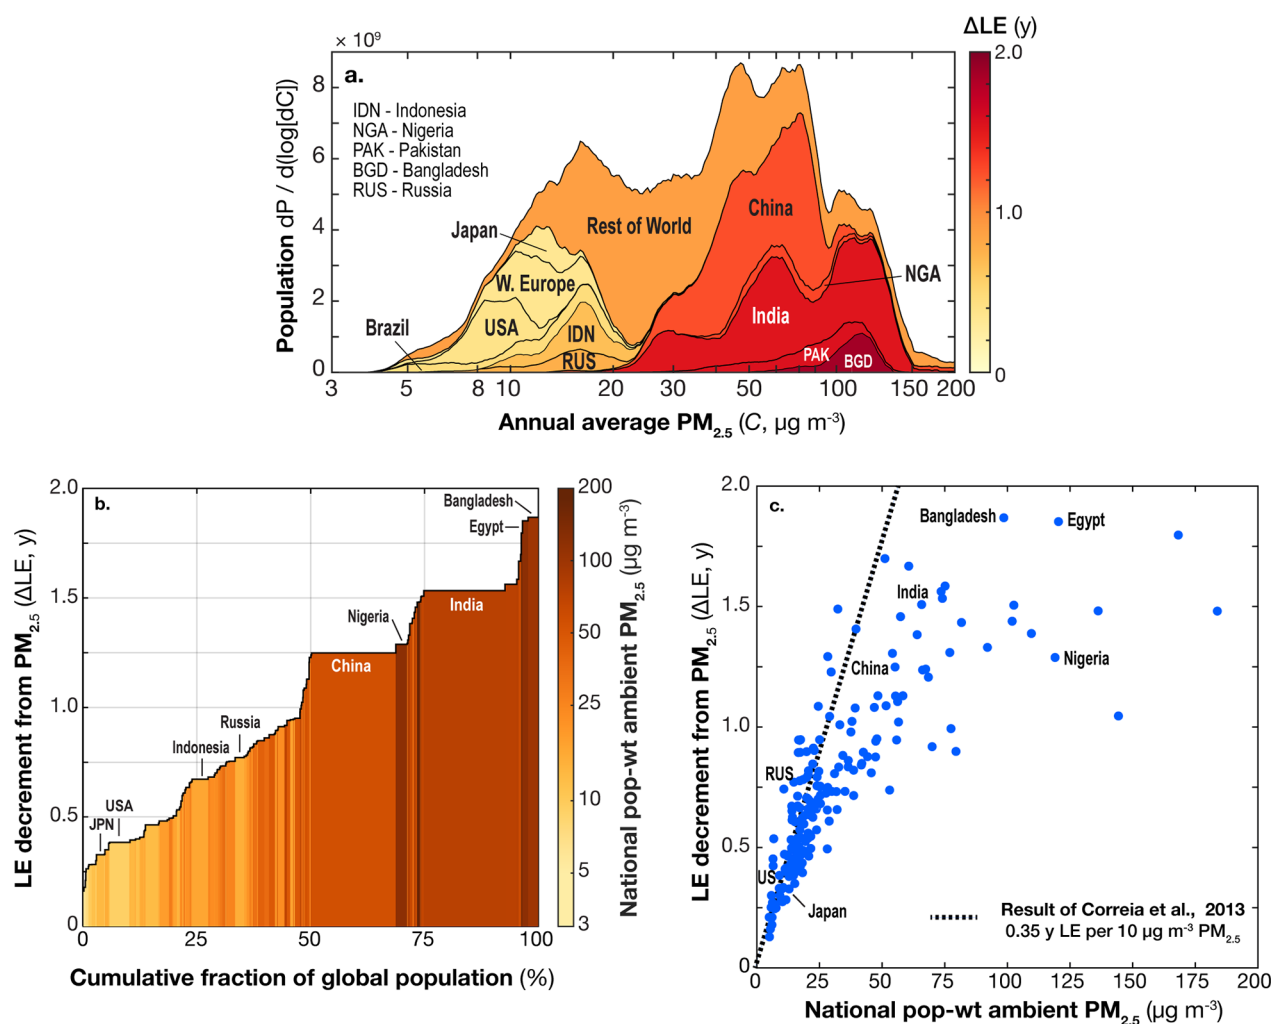 ΔLE (y)
× 10⁹
a.
2.0
8
IDN - Indonesia
NGA - Nigeria
PAK - Pakistan
BGD - Bangladesh
RUS - Russia
6
Population dP / d(log[dC])
Japan
Rest of World
China
1.0
4
W. Europe
NGA
2
Brazil
USA
IDN
India
RUS
PAK
BGD
0
0
3 5 8 10 20 30 50 100 150 200
Annual average PM2.5 (C, µg m⁻³)
2.0
b.
Bangladesh
Egypt
200
LE decrement from PM2.5 (ΔLE, y)
1.5
Nigeria
India
China
100
50
1.0
Russia
Indonesia
25
0.5
USA
JPN
10
5
0
3
National pop-wt ambient PM2.5 (µg m⁻³)
0 25 50 75 100
Cumulative fraction of global population (%)
2.0
c.
Bangladesh
Egypt
LE decrement from PM2.5 (ΔLE, y)
1.5
India
China
Nigeria
1.0
RUS
0.5
US
Japan
Result of Correia et al., 2013
0.35 y LE per 10 µg m⁻³ PM2.5
0
0 25 50 75 100 125 150 175 200
National pop-wt ambient PM2.5 (µg m⁻³)